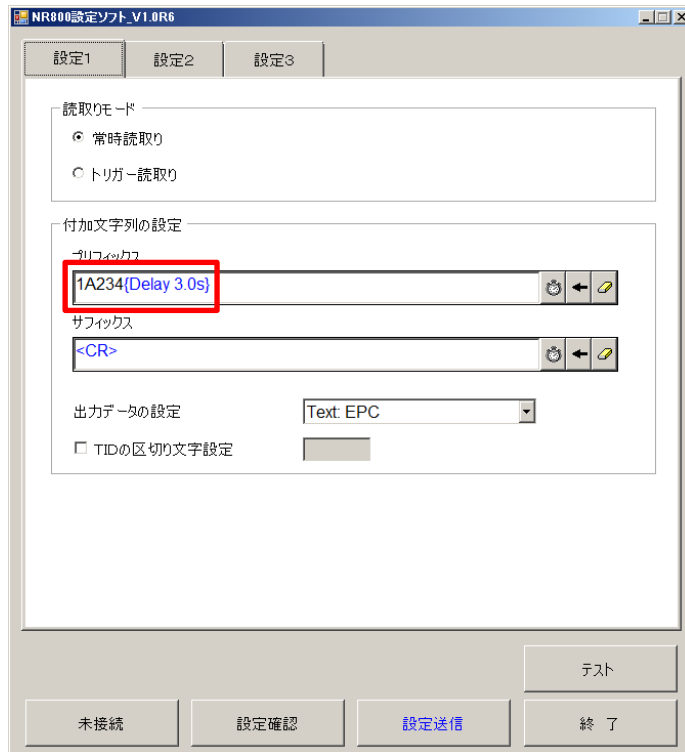 NR800設定ソフト_V1.0R6
設定1 設定2 設定3
読取りモード
常時読取り
トリガー読取り
付加文字列の設定
プリフィックス
1A234{Delay 3.0s}
サフィックス
<CR>
出力データの設定 Text: EPC
TIDの区切り文字設定
テスト
未接続 設定確認 設定送信 終 了